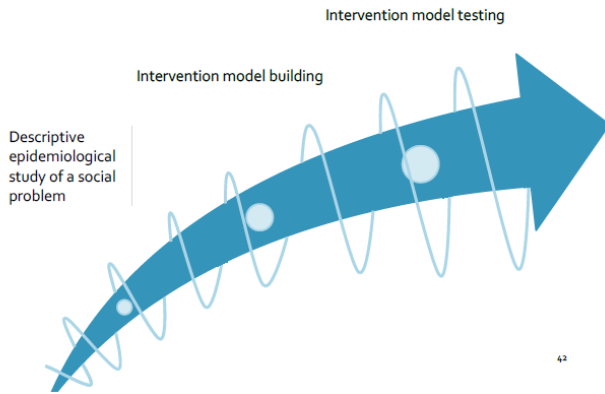 Intervention model testing
Intervention model building
Descriptive
epidemiological
study of a social
problem
42